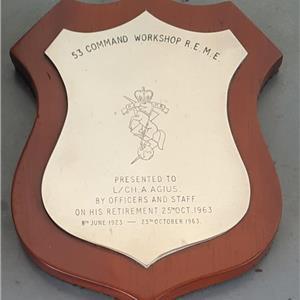 53 COMMAND WORKSHOP R.E.M.E.
PRESENTED TO
L/CH.A.AGIUS.
BY OFFICERS AND STAFF
ON HIS RETIREMENT 25TH OCT. 1963
8TH JUNE.1923 — 25TH OCTOBER 1963.